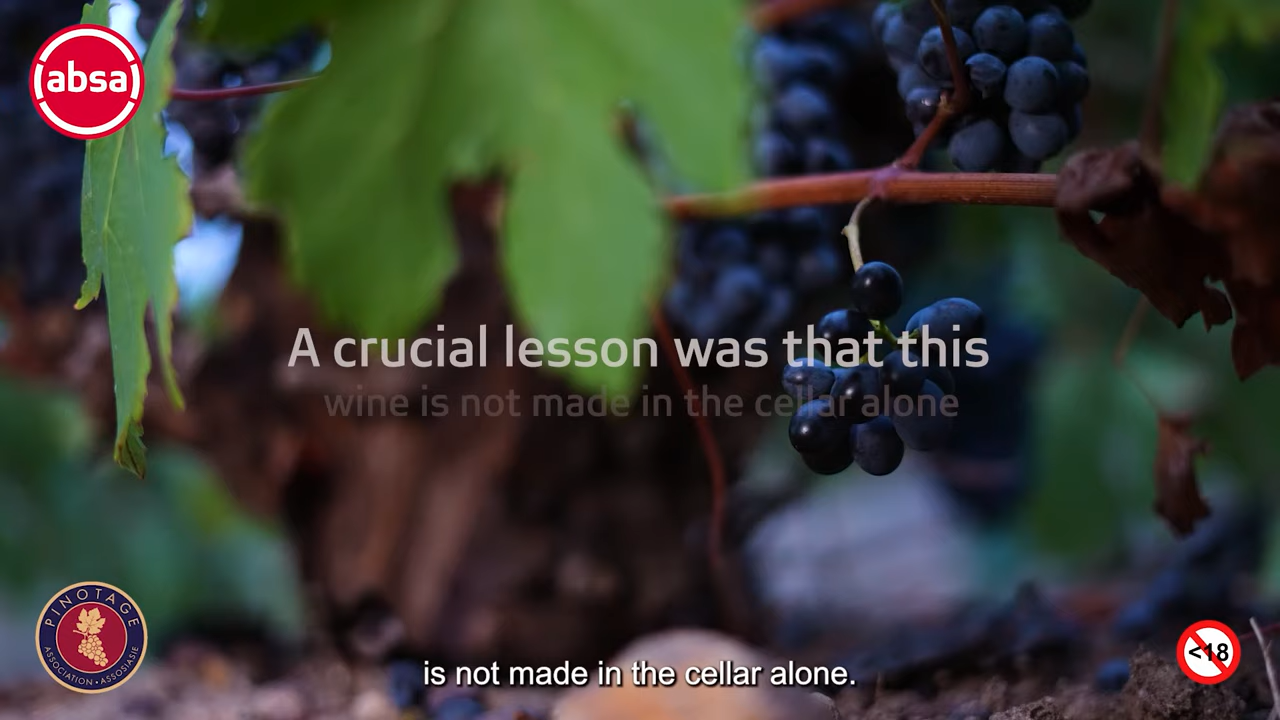 absa
A crucial lesson was that this
wine is not made in the cellar alone
PINOTAGE
ASSOCIATION • ASSOSIASIE
<18
is not made in the cellar alone.